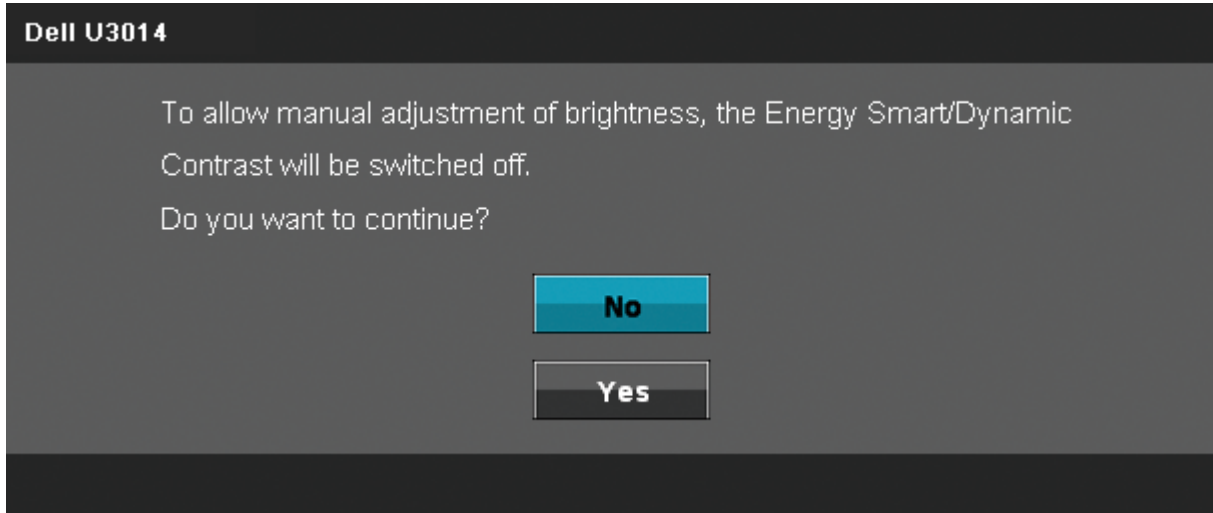 Dell U3014
To allow manual adjustment of brightness, the Energy Smart/Dynamic
Contrast will be switched off.
Do you want to continue?
No
Yes